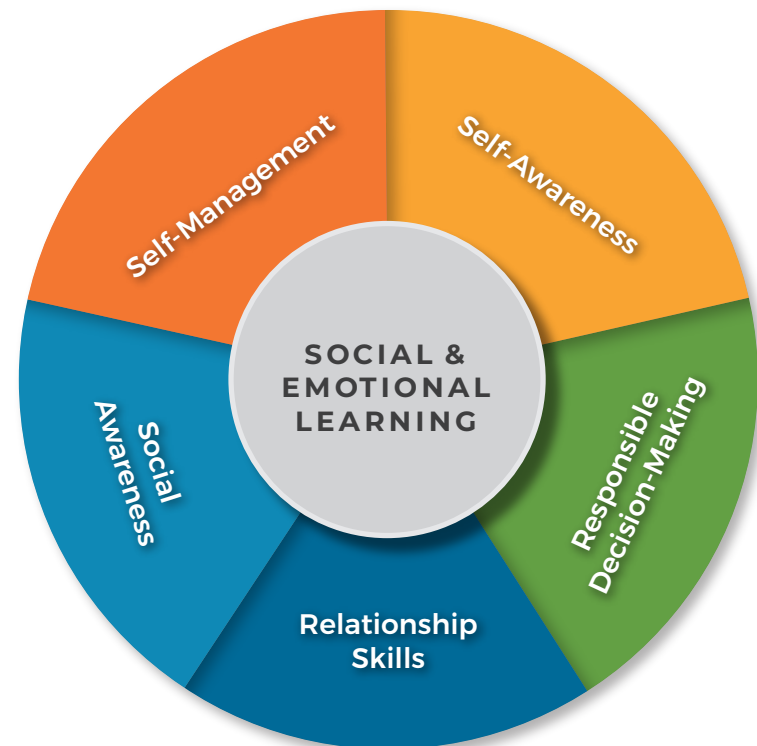 Self-Management
Self-Awareness
SOCIAL &
EMOTIONAL
LEARNING
Social
Awareness
Responsible
Decision-Making
Relationship
Skills